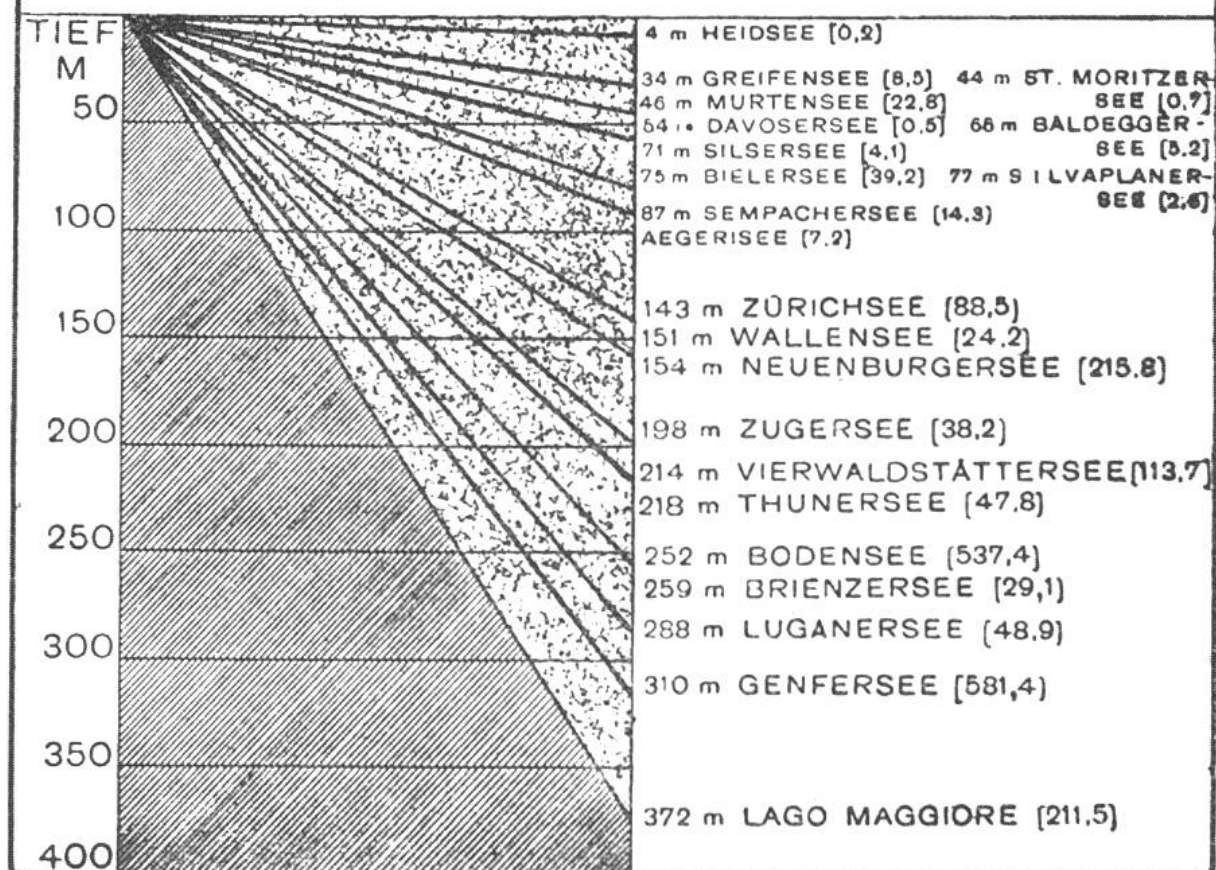 TIEF
M
50
100
150
200
250
300
350
400
4 m HEIDSEE [0,2]
34 m GREIFENSEE [8,5] 44 m ST. MORITZER-
46 m MURTENSEE [22,8] SEE [0,7]
54 m DAVOSERSEE [0,5] 66 m BALDEGGER-
71 m SILSERSEE [4,1] SEE [5.2]
75 m BIELERSEE [39,2] 77 m SILVAPLANER-
SEE [2,6]
87 m SEMPACHERSEE [14,3]
AEGERISEE [7.2]
143 m ZÜRICHSEE [88,5]
151 m WALLENSEE [24,2]
154 m NEUENBURGERSEE [215,8]
198 m ZUGERSEE [38,2]
214 m VIERWALDSTÄTTERSEE [113,7]
218 m THUNERSEE [47,8]
252 m BODENSEE [537,4]
259 m BRIENZERSEE [29,1]
288 m LUGANERSEE [48,9]
310 m GENFERSEE [581,4]
372 m LAGO MAGGIORE [211,5]